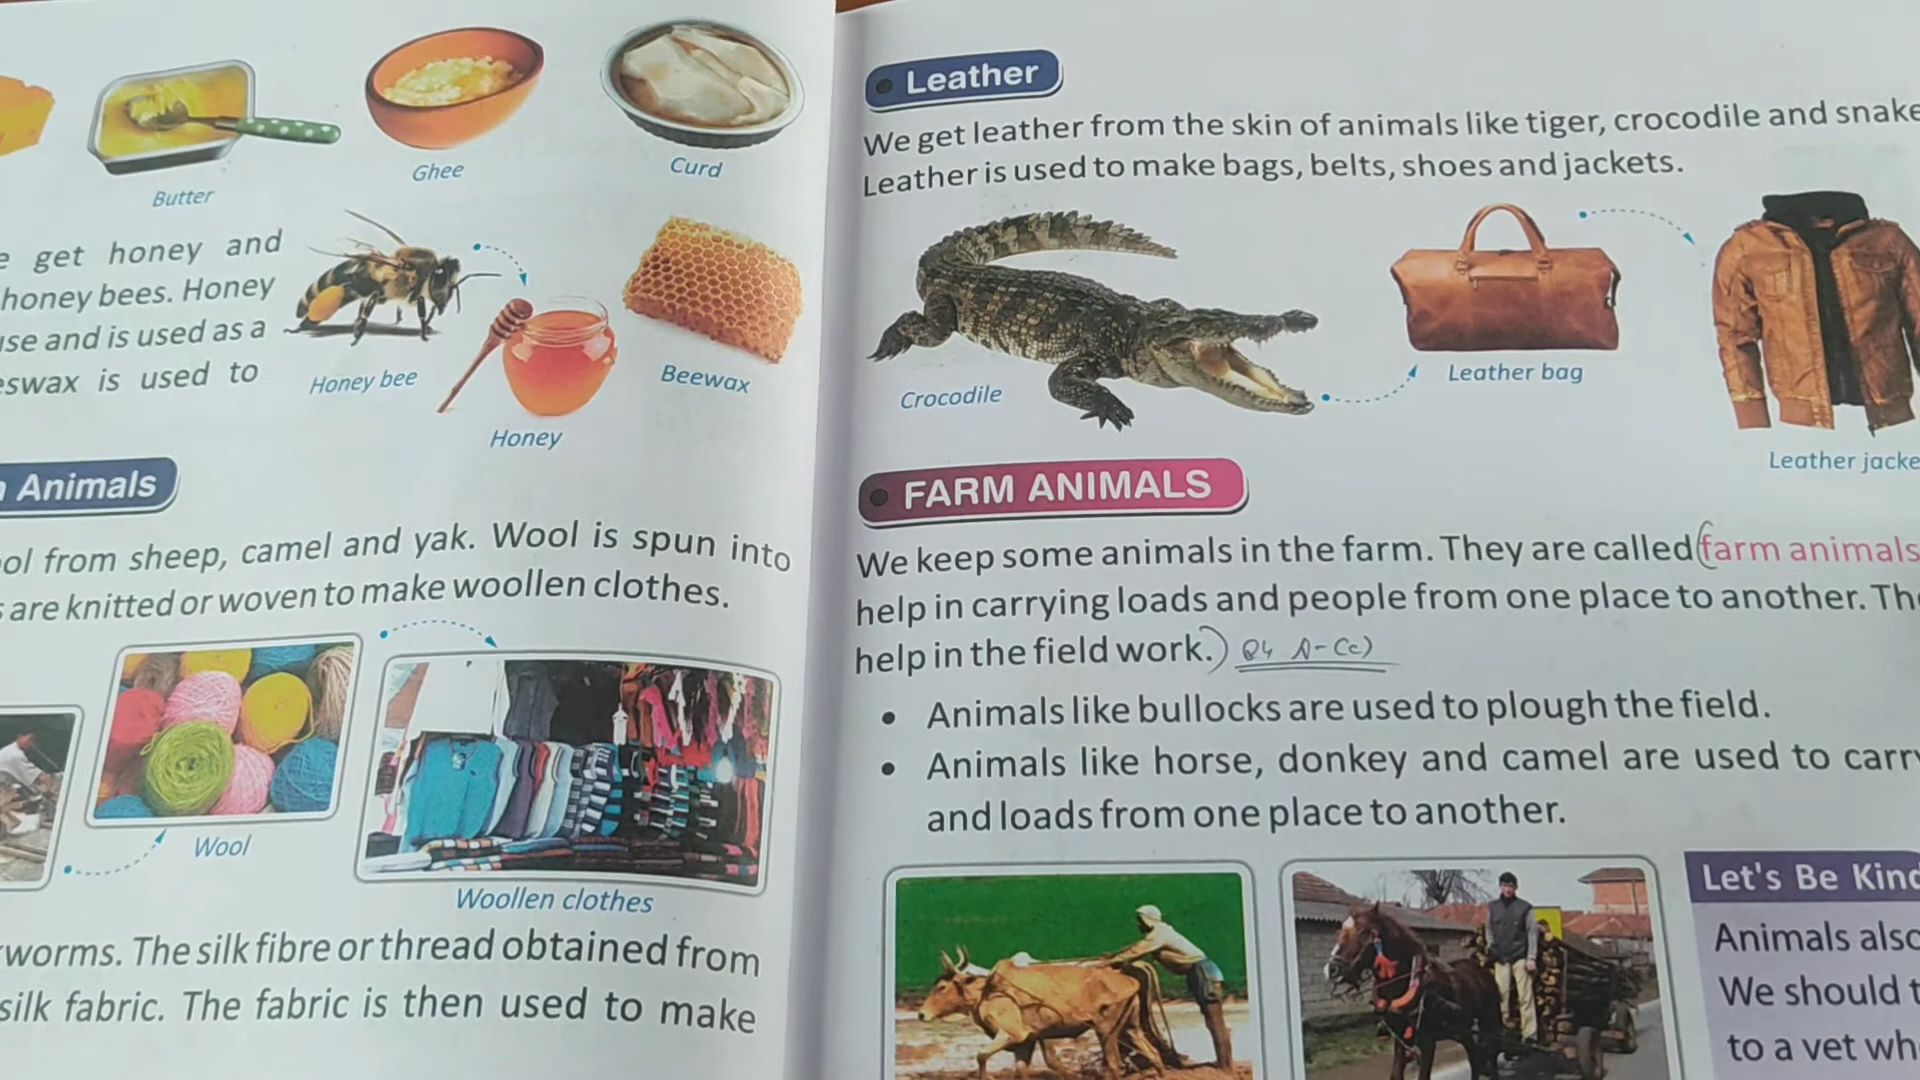 Butter
Ghee
Curd
get honey and
honey bees. Honey
and is used as a
is used to
Honey bee
Honey
Beewax
Animals
from sheep, camel and yak. Wool is spun into
are knitted or woven to make woollen clothes.
Wool
Woollen clothes
The silk fibre or thread obtained from
silk fabric. The fabric is then used to make
Leather
We get leather from the skin of animals like tiger, crocodile and snake
Leather is used to make bags, belts, shoes and jackets.
Crocodile
Leather bag
Leather jacke
FARM ANIMALS
We keep some animals in the farm. They are called farm animals
help in carrying loads and people from one place to another. The
help in the field work. Q4 A-(c)
• Animals like bullocks are used to plough the field.
• Animals like horse, donkey and camel are used to carry
and loads from one place to another.
Let's Be Kind
Animals also
We should
to a vet